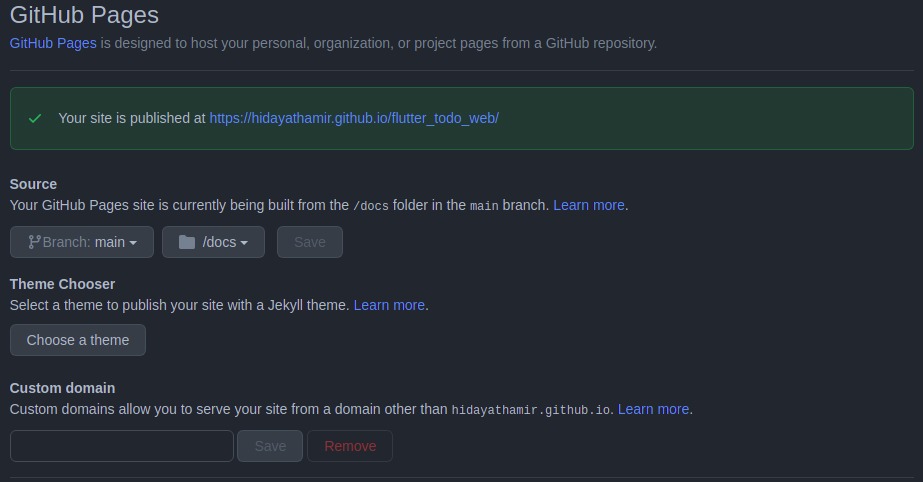 GitHub Pages
GitHub Pages is designed to host your personal, organization, or project pages from a GitHub repository.
Your site is published at https://hidayathamir.github.io/flutter_todo_web/
Source
Your GitHub Pages site is currently being built from the /docs folder in the main branch. Learn more.
Branch: main /docs Save
Theme Chooser
Select a theme to publish your site with a Jekyll theme. Learn more.
Choose a theme
Custom domain
Custom domains allow you to serve your site from a domain other than hidayathamir.github.io. Learn more.
Save Remove